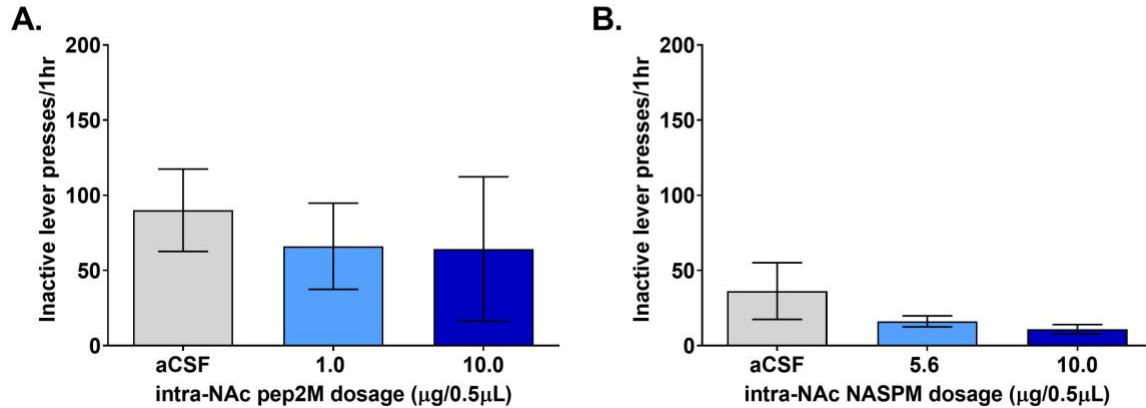 A.
Inactive lever presses/1hr
200
150
100
50
0
aCSF
1.0
10.0
intra-NAc pep2M dosage (μg/0.5μL)
B.
Inactive lever presses/1hr
200
150
100
50
0
aCSF
5.6
10.0
intra-NAc NASPM dosage (μg/0.5μL)